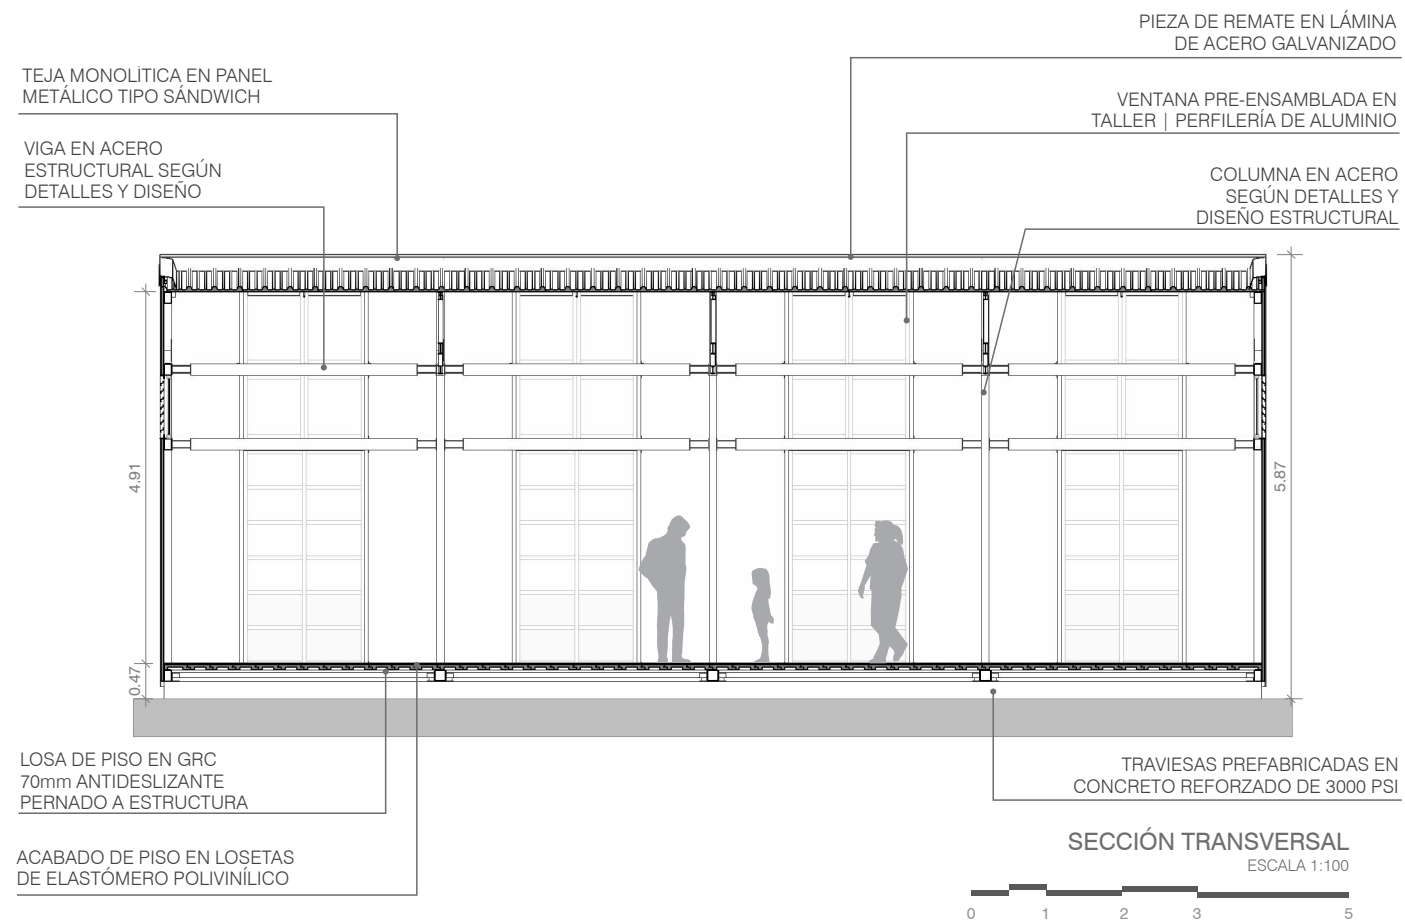 PIEZA DE REMATE EN LÁMINA
DE ACERO GALVANIZADO
TEJA MONOLÍTICA EN PANEL
METÁLICO TIPO SÁNDWICH
VENTANA PRE-ENSAMBLADA EN
TALLER | PERFILERÍA DE ALUMINIO
VIGA EN ACERO
ESTRUCTURAL SEGÚN
DETALLES Y DISEÑO
COLUMNA EN ACERO
SEGÚN DETALLES Y
DISEÑO ESTRUCTURAL
4.91
5.87
0.47
LOSA DE PISO EN GRC
70mm ANTIDESLIZANTE
PERNADO A ESTRUCTURA
TRAVIESAS PREFABRICADAS EN
CONCRETO REFORZADO DE 3000 PSI
ACABADO DE PISO EN LOSETAS
DE ELASTÓMERO POLIVINÍLICO
SECCIÓN TRANSVERSAL
ESCALA 1:100
0 1 2 3 5